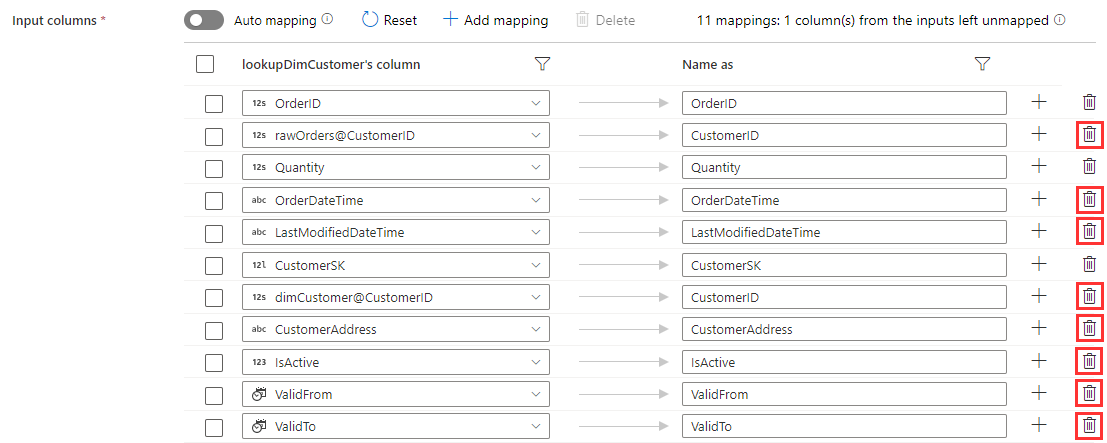 Input columns * Auto mapping Reset Add mapping Delete 11 mappings: 1 column(s) from the inputs left unmapped
lookupDimCustomer's column Name as
12s OrderID OrderID
12s rawOrders@CustomerID CustomerID
12s Quantity Quantity
abc OrderDateTime OrderDateTime
abc LastModifiedDateTime LastModifiedDateTime
12l CustomerSK CustomerSK
12s dimCustomer@CustomerID CustomerID
abc CustomerAddress CustomerAddress
123 IsActive IsActive
ValidFrom ValidFrom
ValidTo ValidTo